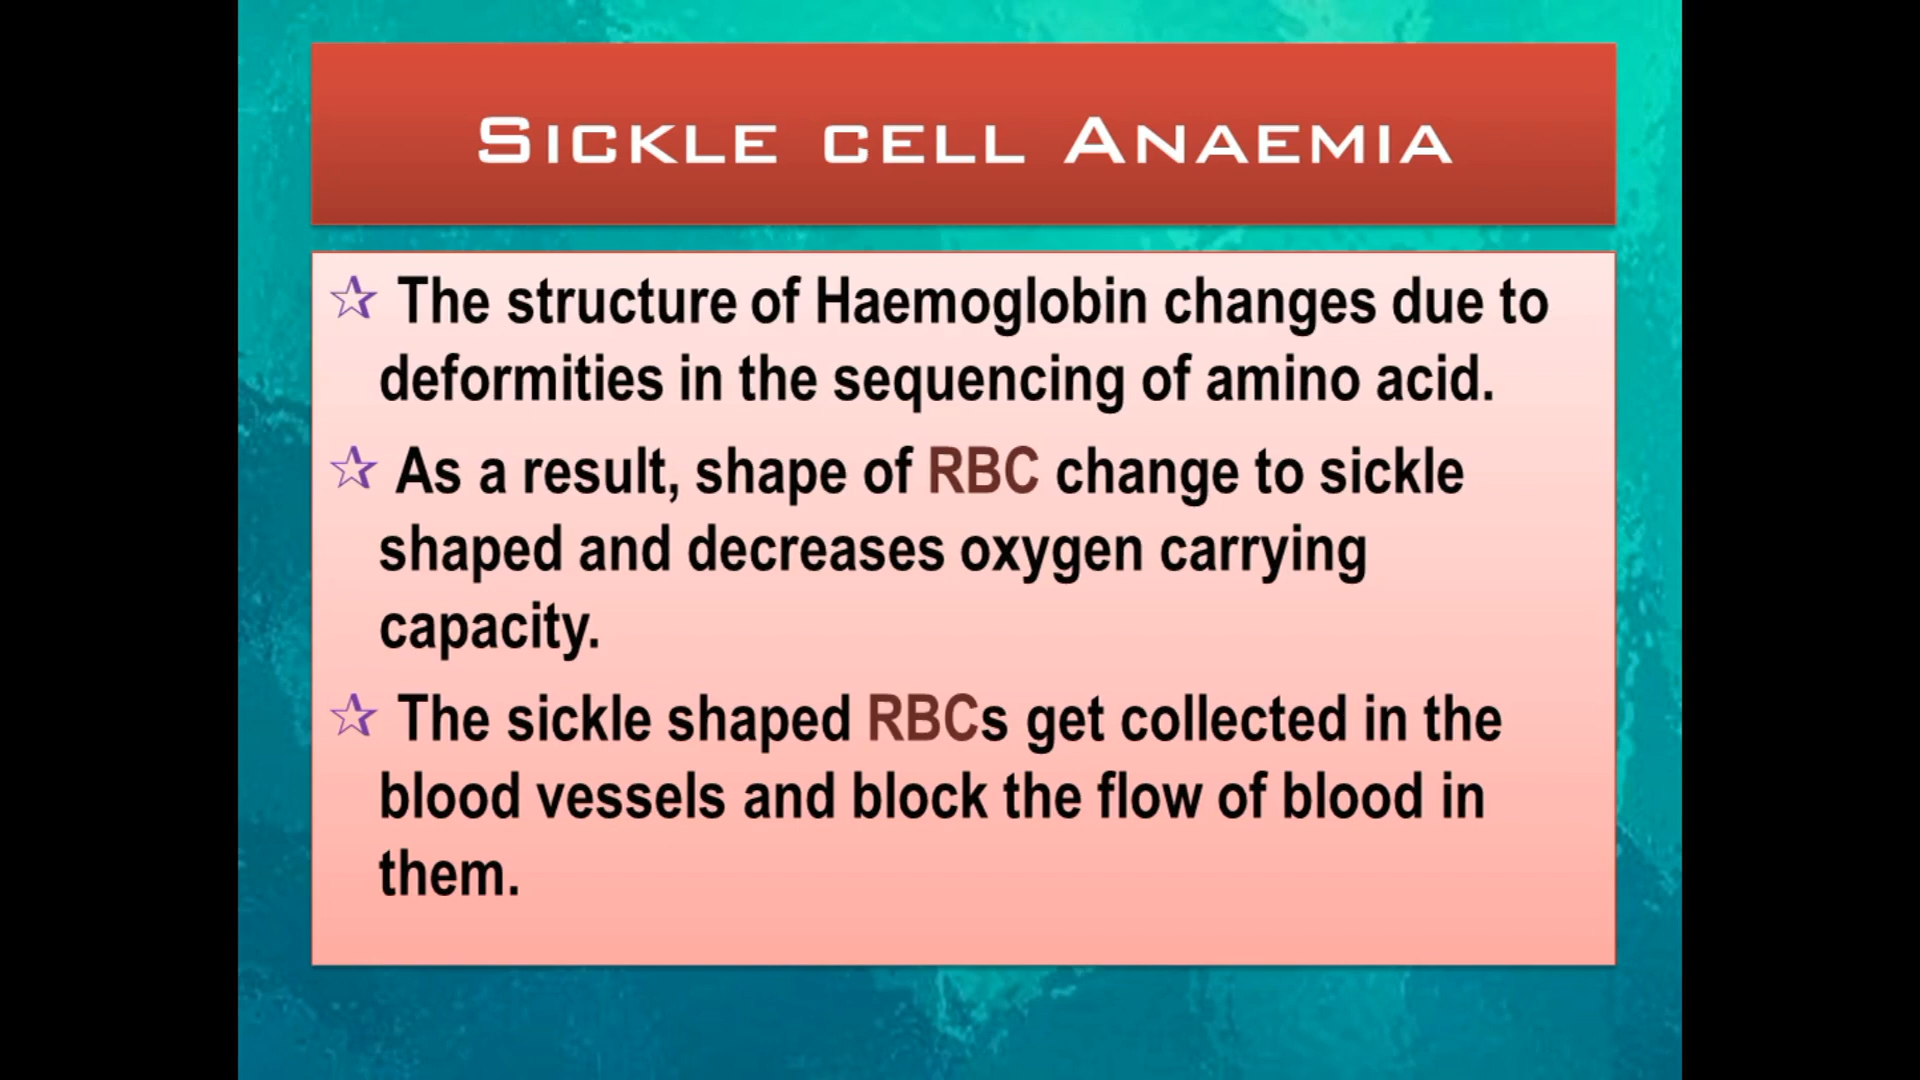 Sickle cell Anaemia
☆ The structure of Haemoglobin changes due to
deformities in the sequencing of amino acid.
☆ As a result, shape of RBC change to sickle
shaped and decreases oxygen carrying
capacity.
☆ The sickle shaped RBCs get collected in the
blood vessels and block the flow of blood in
them.